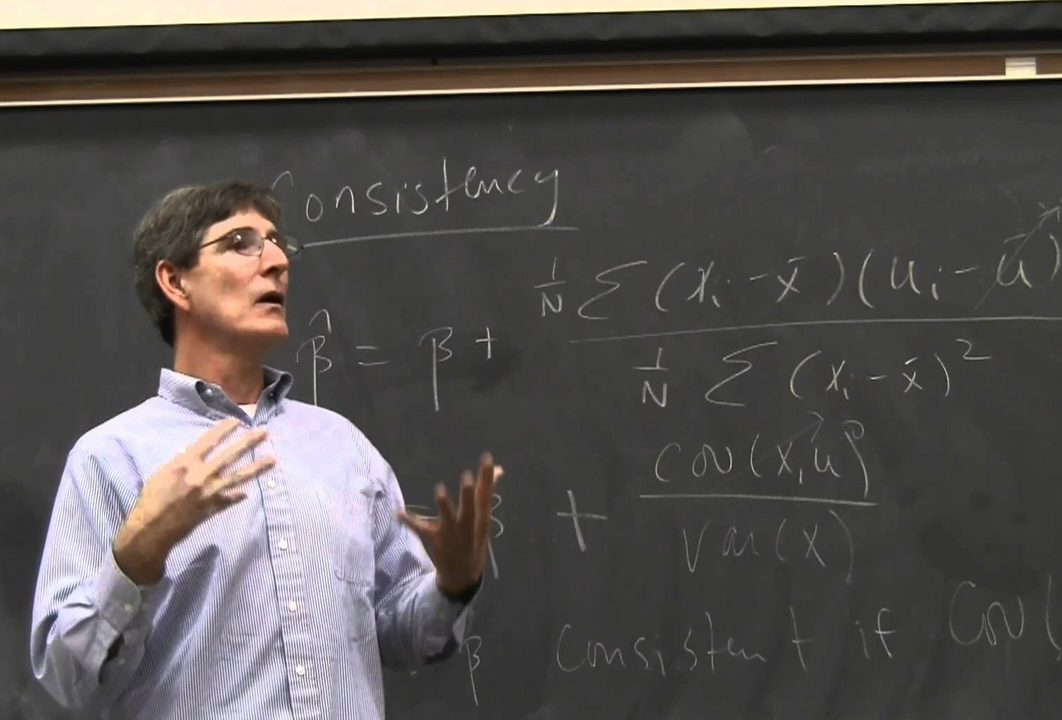 Consistency
β̂ = β + (1/N Σ (xᵢ - x̄)(uᵢ - ū)) / (1/N Σ (xᵢ - x̄)²)
= β + cov(x,u) / Var(x)
β consistent if Cov(